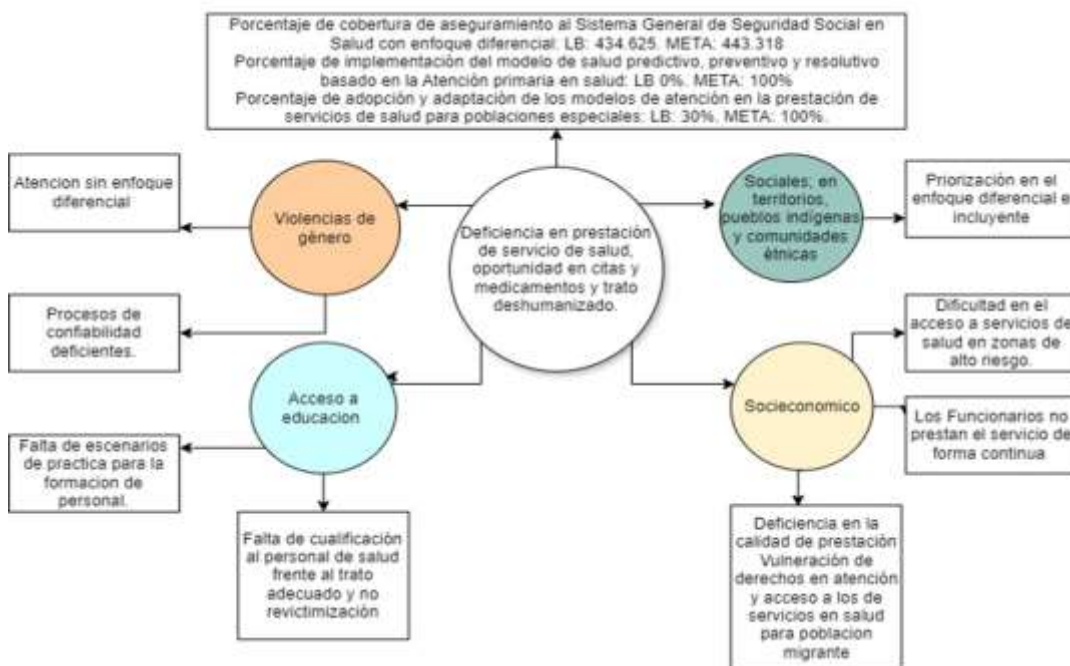 Porcentaje de cobertura de aseguramiento al Sistema General de Seguridad Social en
Salud con enfoque diferencial: LB: 434.625. META: 443.318
Porcentaje de implementación del modelo de salud predictivo, preventivo y resolutivo
basado en la Atención primaria en salud: LB 0%. META: 100%
Porcentaje de adopción y adaptación de los modelos de atención en la prestación de
servicios de salud para poblaciones especiales: LB: 30%. META: 100%.
Atencion sin enfoque
diferencial
Violencias de
género
Deficiencia en prestación
de servicio de salud,
oportunidad en citas y
medicamentos y trato
deshumanizado.
Sociales; en
territorios,
pueblos indígenas
y comunidades
étnicas
Priorización en el
enfoque diferencial e
incluyente
Procesos de
confiabilidad
deficientes.
Dificultad en el
acceso a servicios de
salud en zonas de
alto riesgo.
Acceso a
educacion
Socieconomico
Los Funcionarios no
prestan el servicio de
forma continua
Falta de escenarios
de practica para la
formacion de
personal.
Falta de cualificación
al personal de salud
frente al trato
adecuado y no
revictimización
Deficiencia en la
calidad de prestación
Vulneración de
derechos en atención
y acceso a los de
servicios en salud
para poblacion
migrante